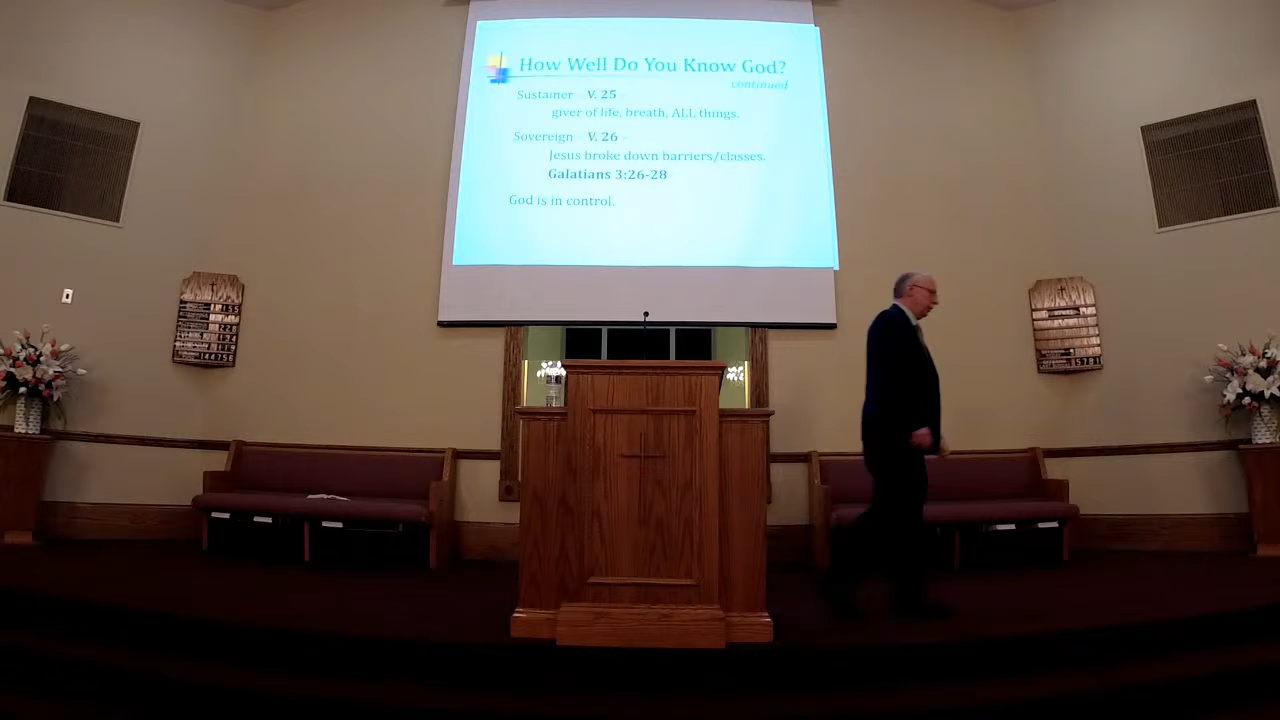 How Well Do You Know God?
continued
Sustainer – V. 25 –
giver of life, breath, ALL things.
Sovereign – V. 26 –
Jesus broke down barriers/classes.
Galatians 3:26-28
God is in control.